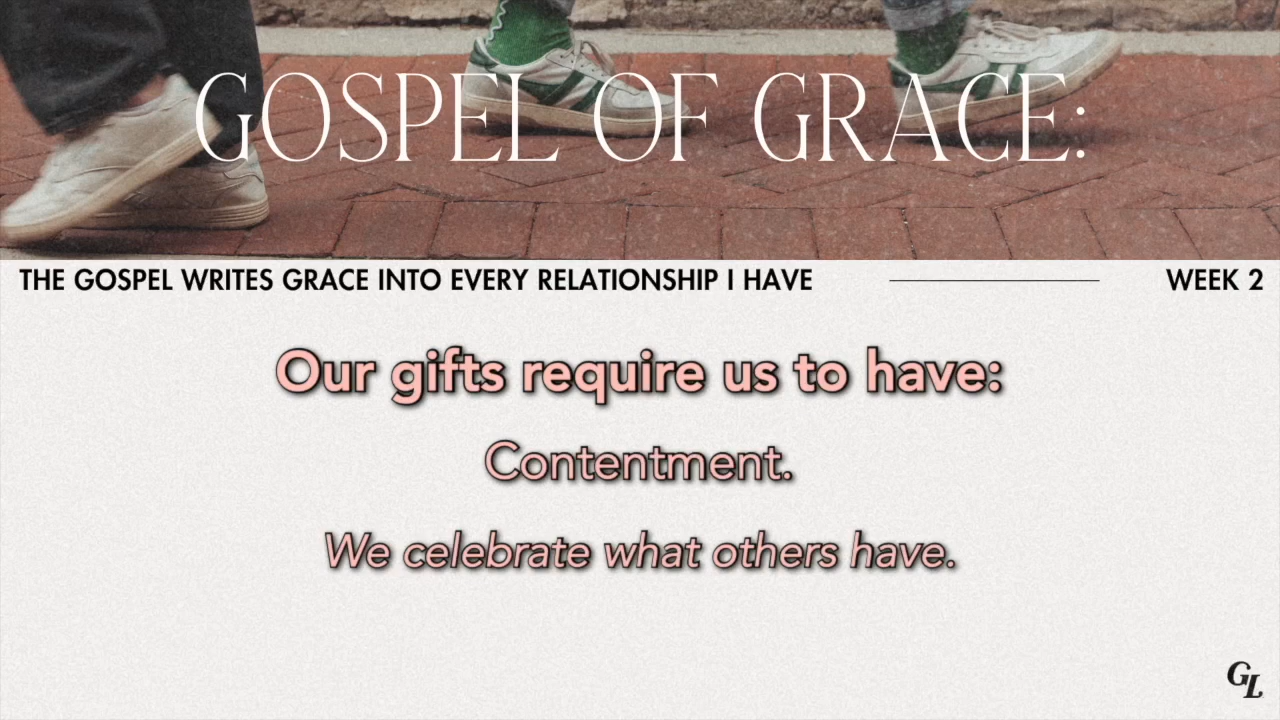 GOSPEL OF GRACE:
THE GOSPEL WRITES GRACE INTO EVERY RELATIONSHIP I HAVE
WEEK 2
Our gifts require us to have:
Contentment.
We celebrate what others have.
GL